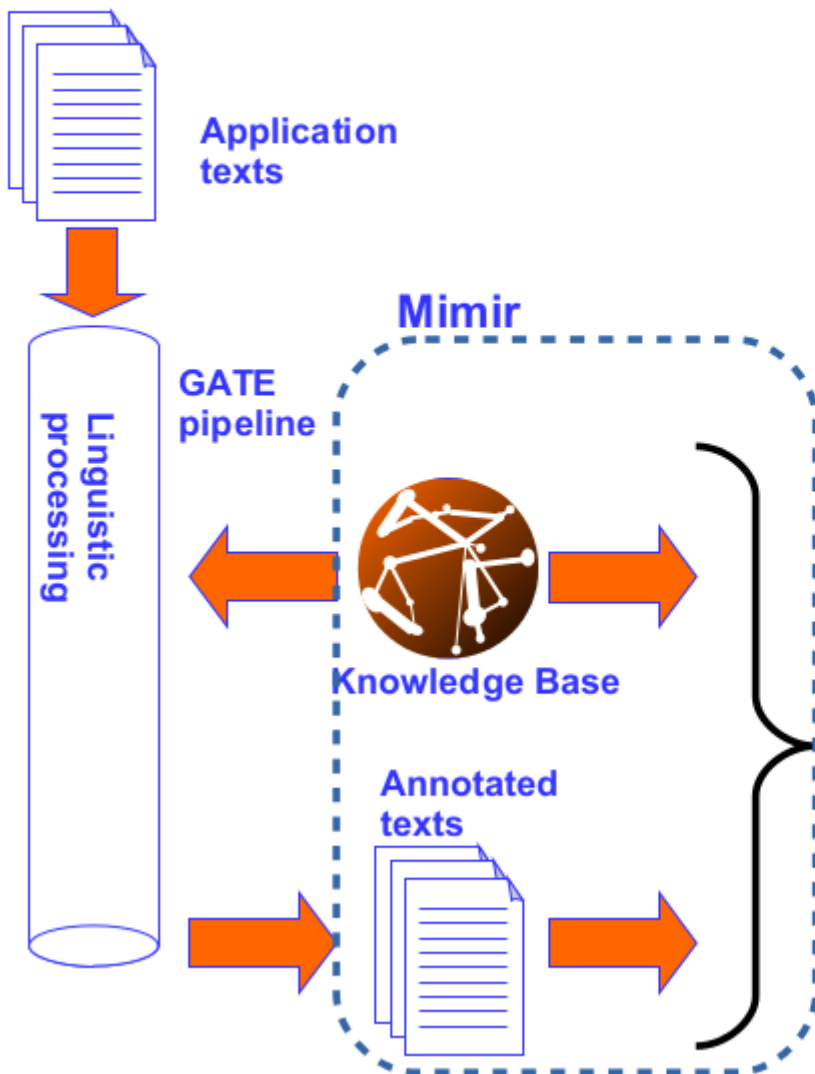 Application
texts
Mimir
GATE
pipeline
Linguistic
processing
Knowledge Base
Annotated
texts